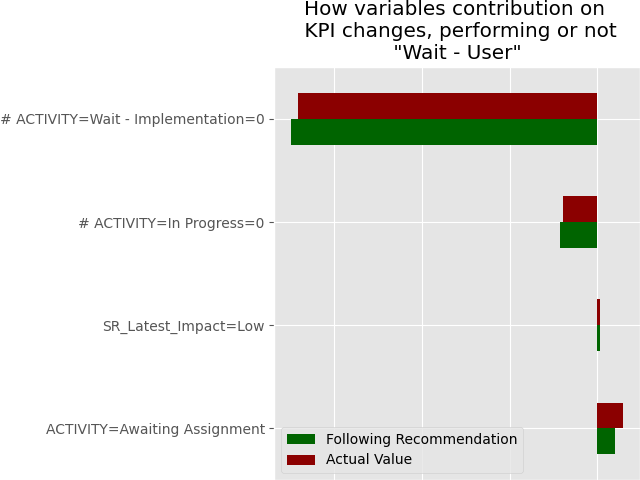 How variables contribution on
KPI changes, performing or not
"Wait - User"
# ACTIVITY=Wait - Implementation=0
# ACTIVITY=In Progress=0
SR_Latest_Impact=Low
ACTIVITY=Awaiting Assignment
Following Recommendation
Actual Value